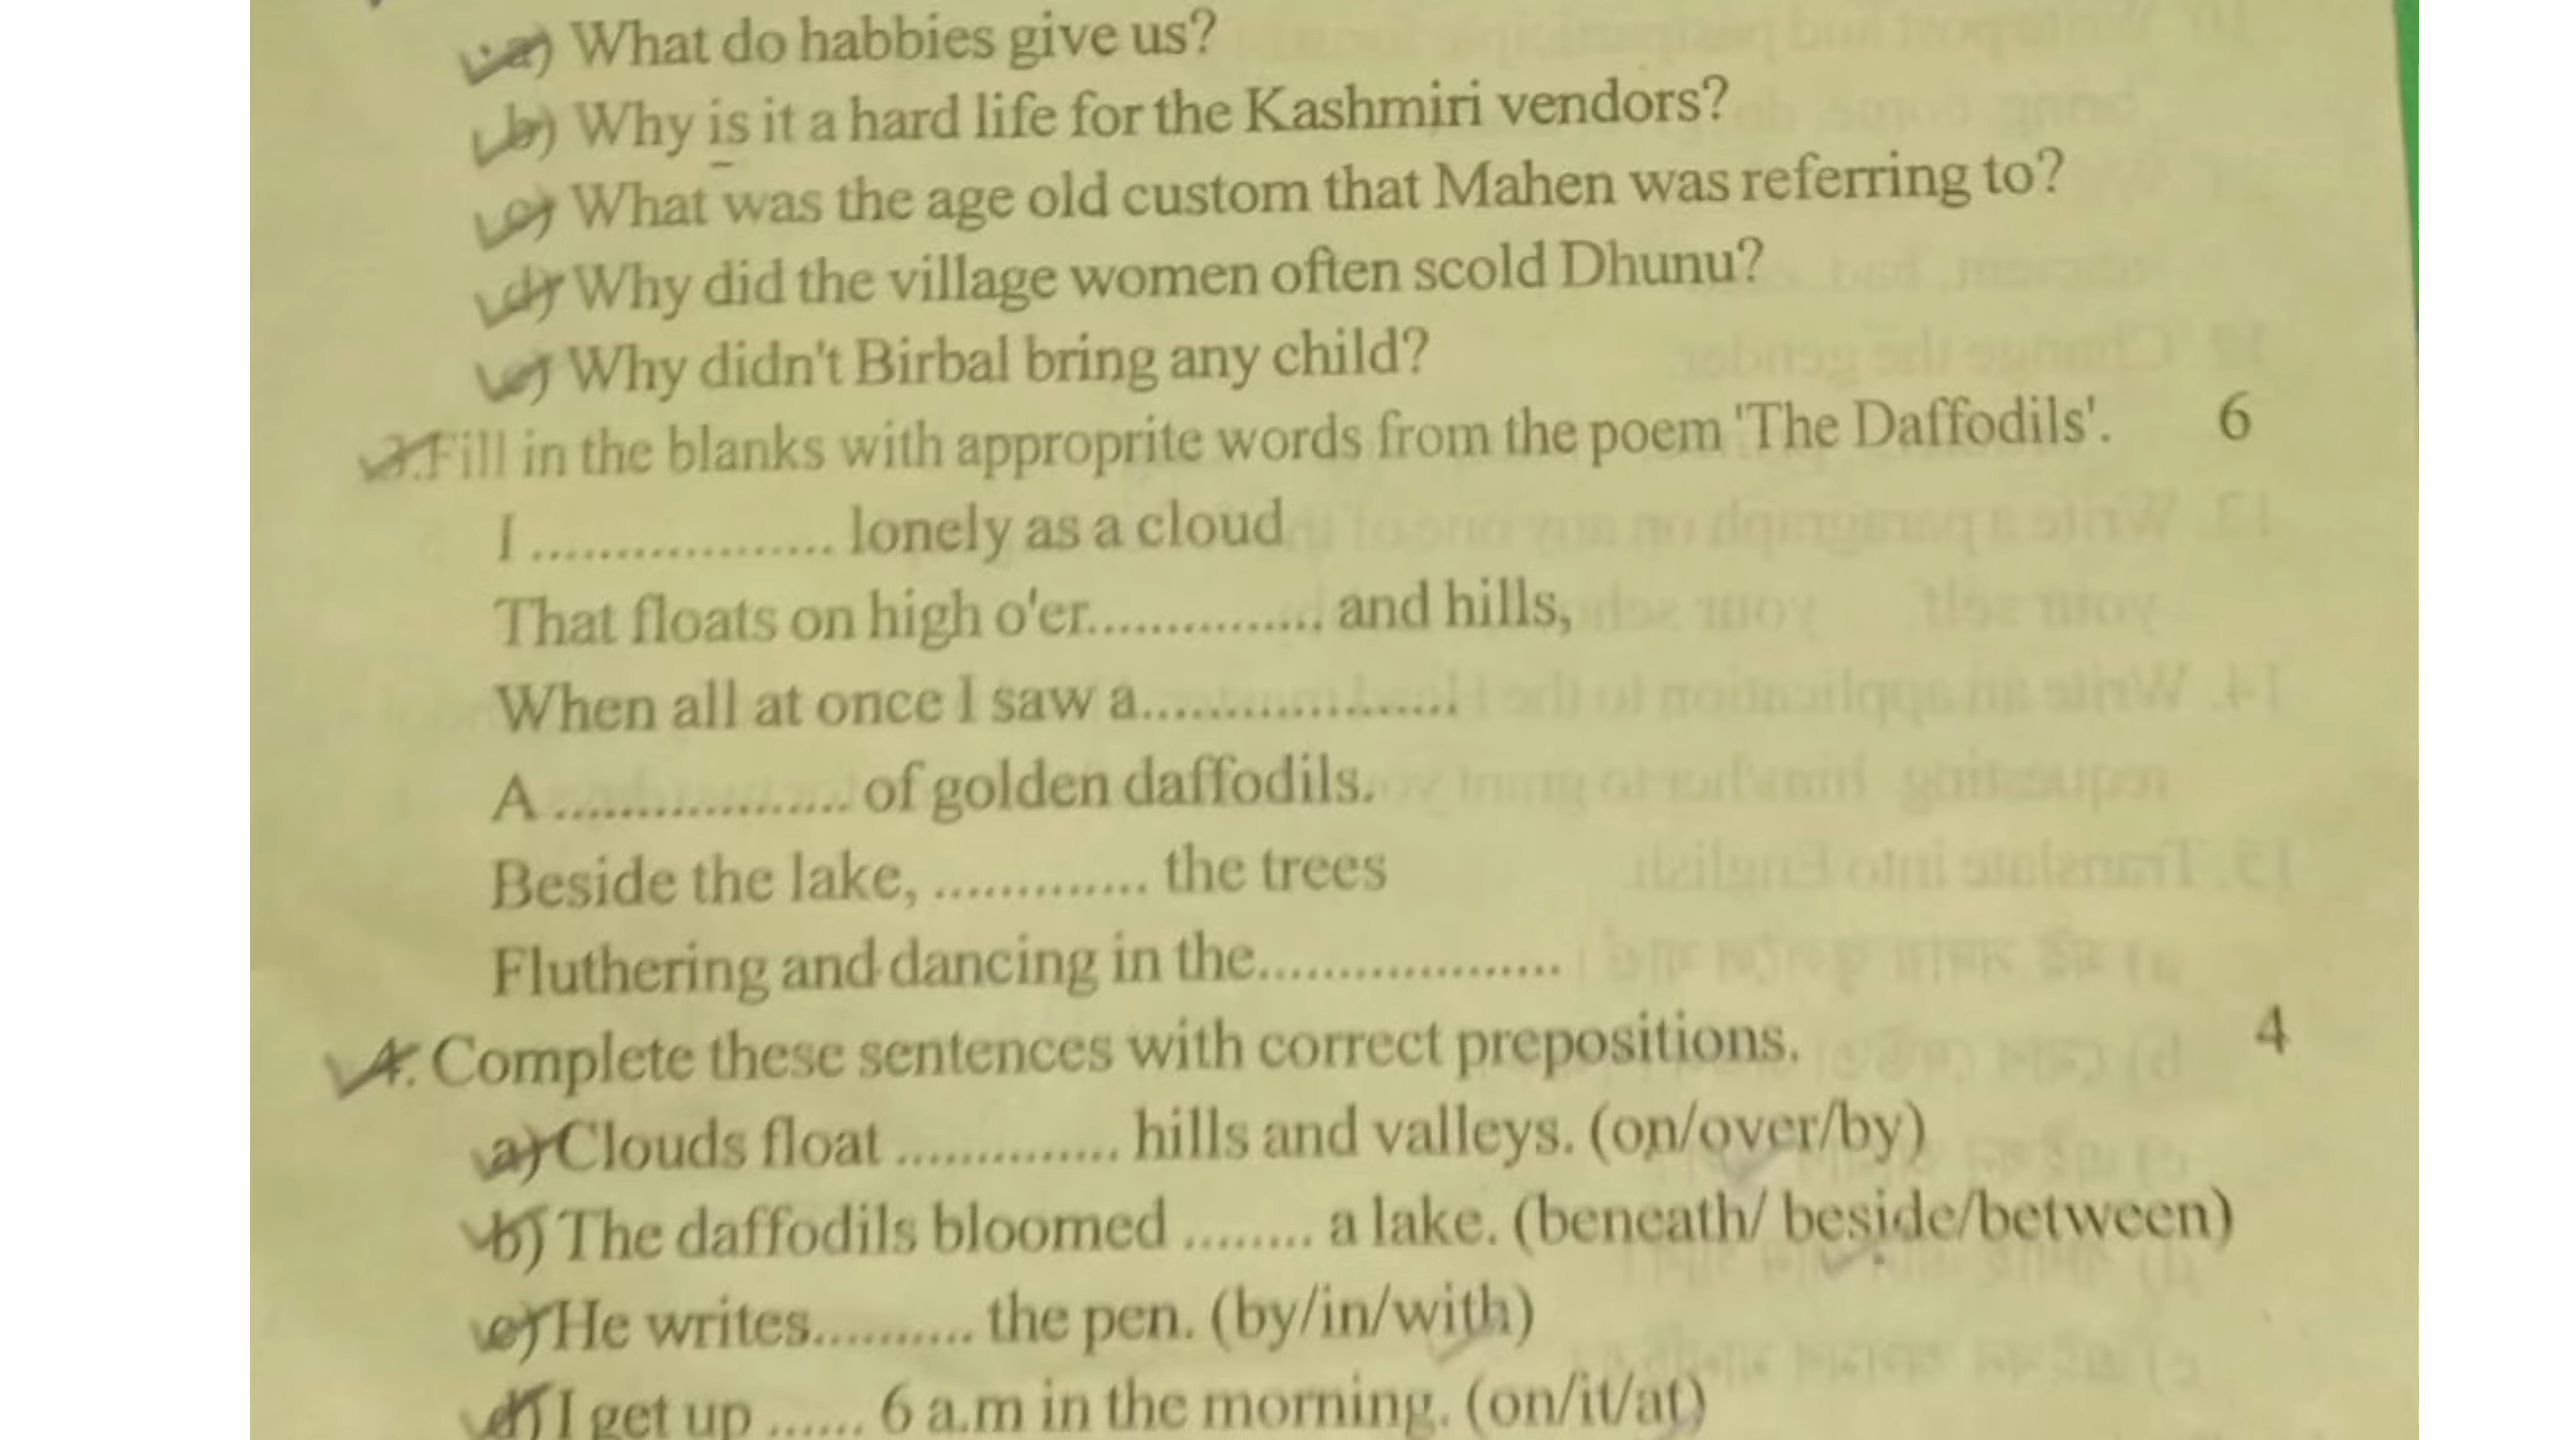 a) What do habbies give us?
b) Why is it a hard life for the Kashmiri vendors?
c) What was the age old custom that Mahen was referring to?
d) Why did the village women often scold Dhunu?
e) Why didn't Birbal bring any child?
3. Fill in the blanks with approprite words from the poem 'The Daffodils'. 6
I .................. lonely as a cloud
That floats on high o'er............... and hills,
When all at once I saw a...................
A .................. of golden daffodils.
Beside the lake, ............. the trees
Fluthering and dancing in the...................
4. Complete these sentences with correct prepositions. 4
a) Clouds float .............. hills and valleys. (on/over/by)
b) The daffodils bloomed ........ a lake. (beneath/ beside/between)
c) He writes.......... the pen. (by/in/with)
d) I get up ...... 6 a.m in the morning. (on/it/at)